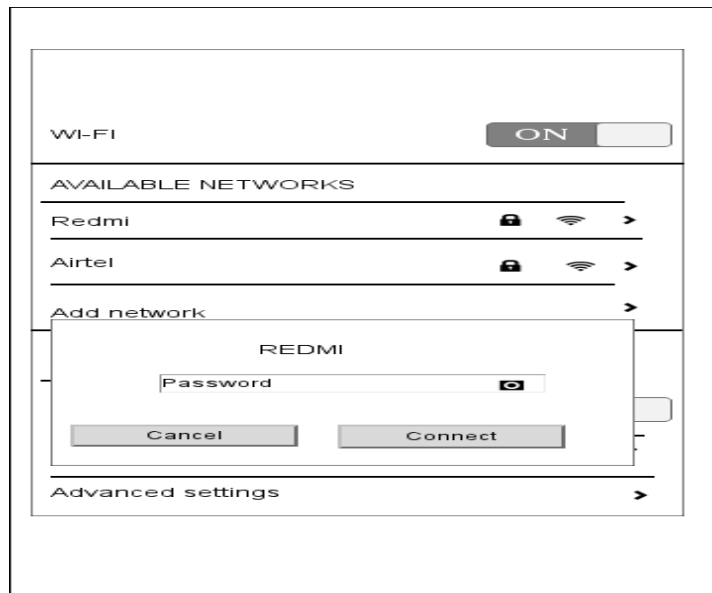 WI-FI ON
AVAILABLE NETWORKS
Redmi
Airtel
Add network
REDMI
Password
Cancel Connect
Advanced settings